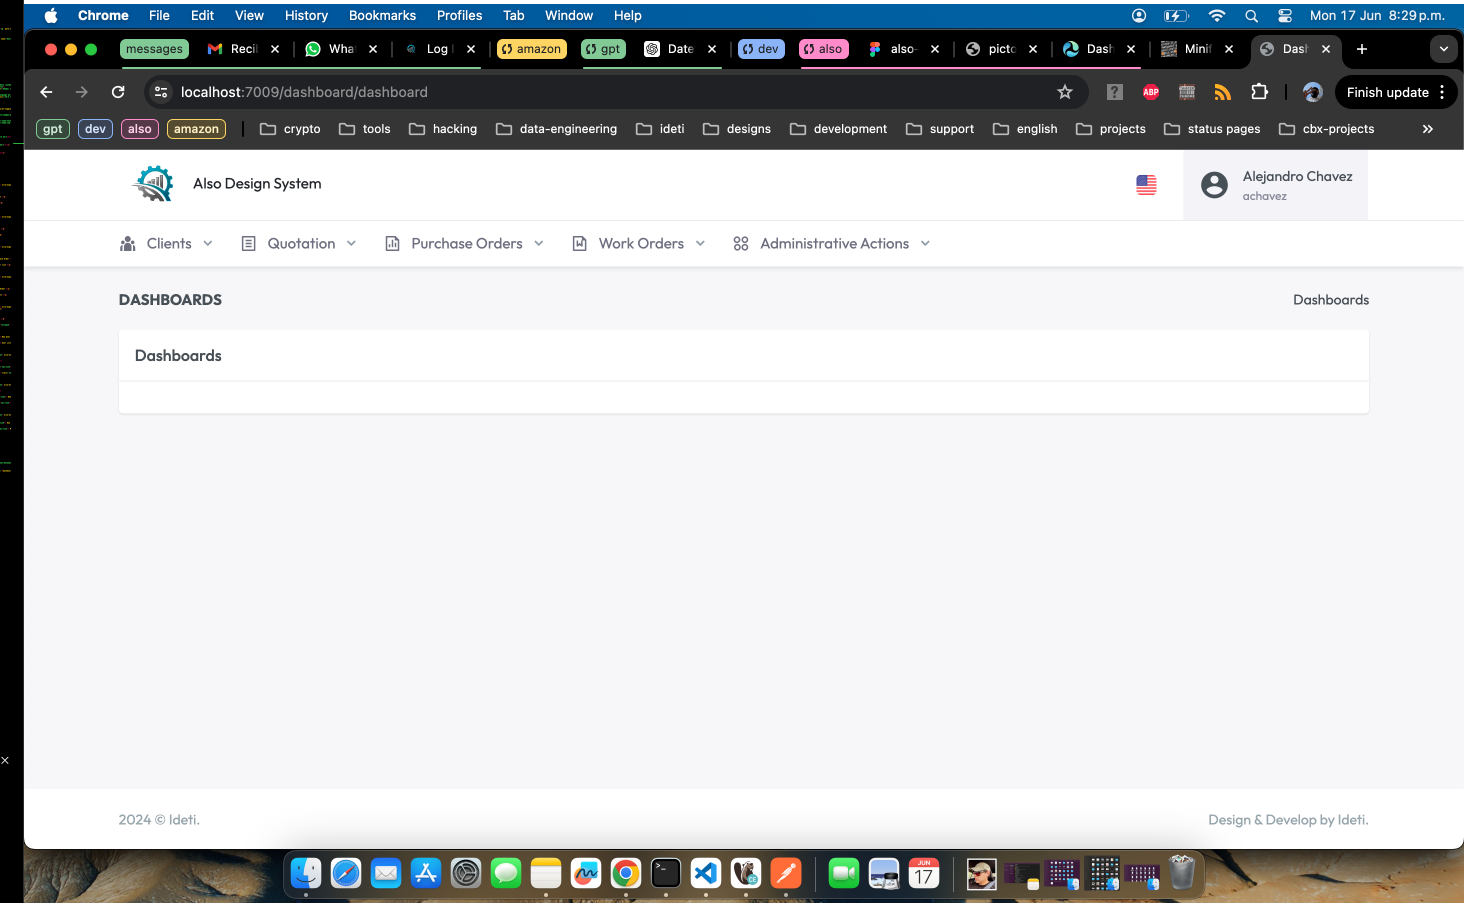 Chrome File Edit View History Bookmarks Profiles Tab Window Help Mon 17 Jun 8:29 p.m.
messages Recil Wha Log amazon gpt Date dev also also- picto Dash Minif Dash
localhost:7009/dashboard/dashboard ? ABP Finish update
gpt dev also amazon crypto tools hacking data-engineering ideti designs development support english projects status pages cbx-projects
Also Design System
Alejandro Chavez
achavez
Clients Quotation Purchase Orders Work Orders Administrative Actions
DASHBOARDS Dashboards
Dashboards
2024 © Ideti. Design & Develop by Ideti.
JUN
17